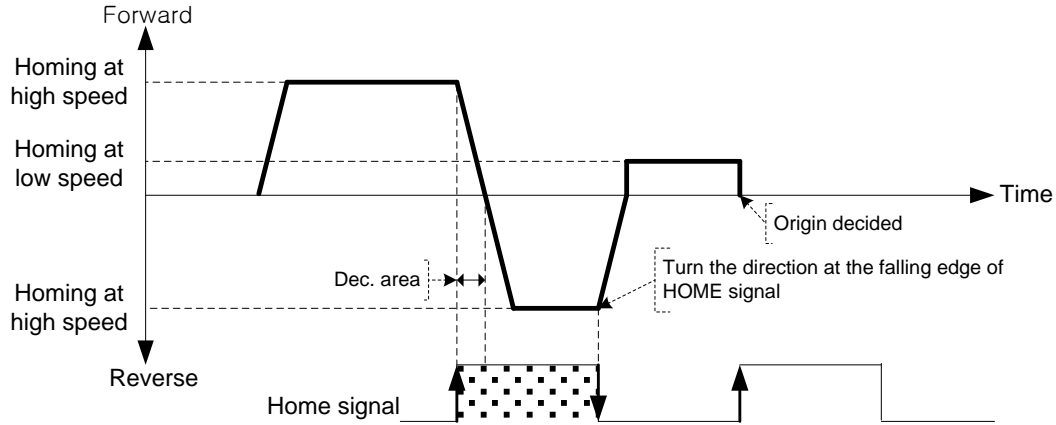 Forward
Homing at
high speed
Homing at
low speed
Time
Origin decided
Dec. area
Turn the direction at the falling edge of
HOME signal
Homing at
high speed
Reverse
Home signal